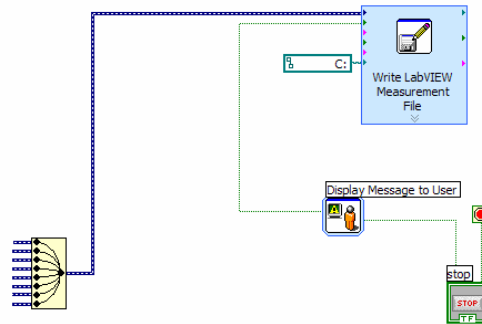 C:
Write LabVIEW
Measurement
File
Display Message to User
A
stop
STOP
TF